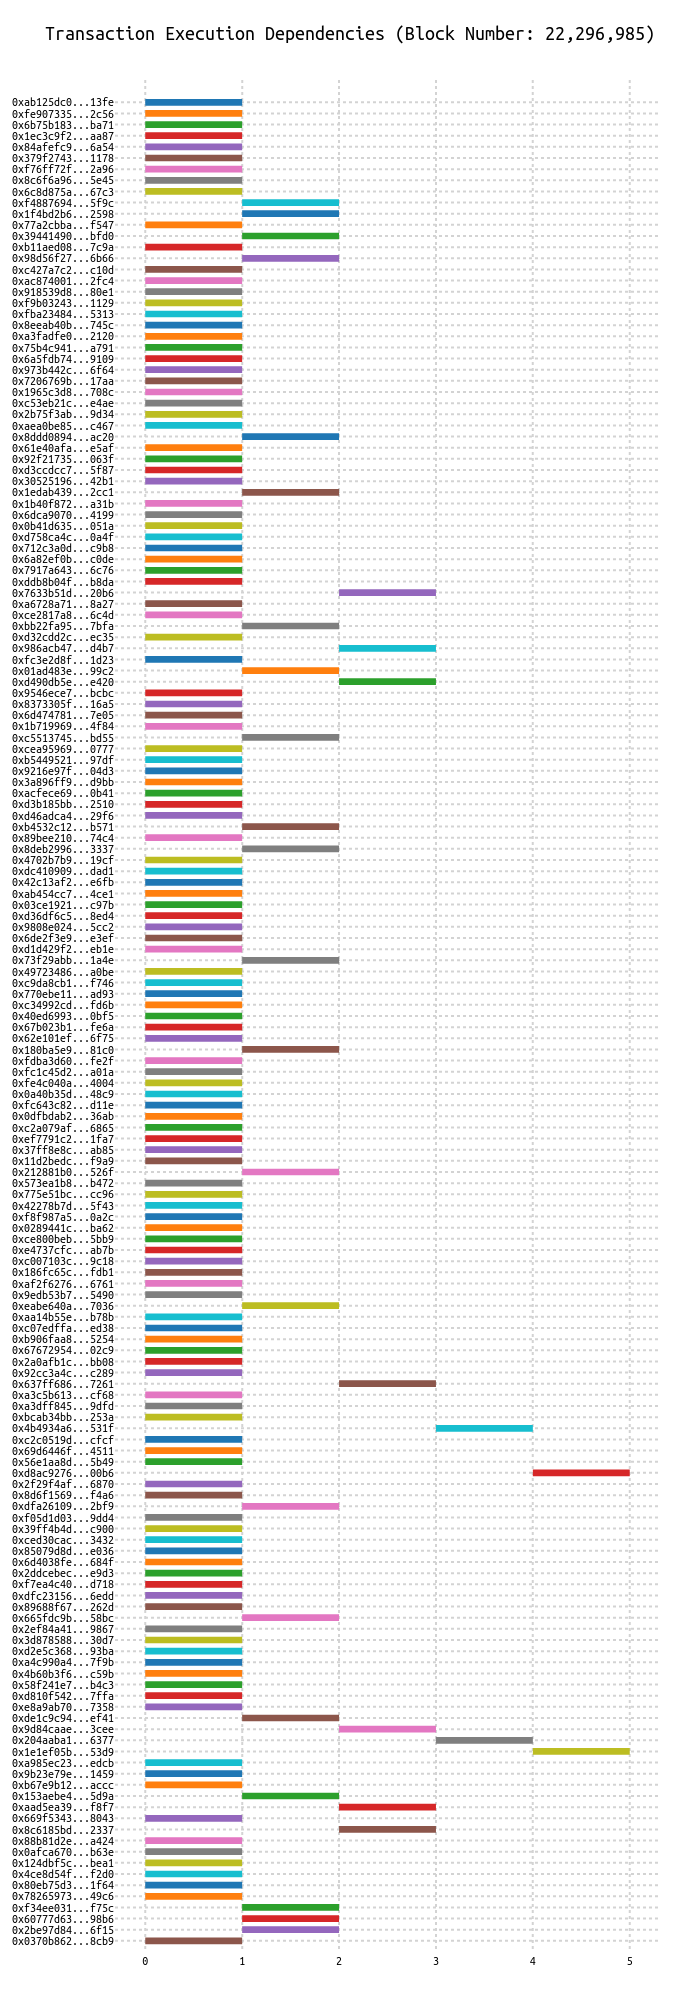 Transaction Execution Dependencies (Block Number: 22,296,985)
0xab125dc0...13fe
0xfe907335...2c56
0x6b75b183...ba71
0x1ec3c9f2...aa87
0x84afefc9...6a54
0x379f2743...1178
0xf76ff72f...2a96
0x8c6f6a96...5e45
0x6c8d875a...67c3
0xf4887694...5f9c
0x1f4bd2b6...2598
0x77a2cbba...f547
0x39441490...bfd0
0xb11aed08...7c9a
0x98d56f27...6b66
0xc427a7c2...c10d
0xac874001...2fc4
0x918539d8...80e1
0xf9b03243...1129
0xfba23484...5313
0x8eeab40b...745c
0xa3fadfe0...2120
0x75b4c941...a791
0x6a5fdb74...9109
0x973b442c...6f64
0x7206769b...17aa
0x1965c3d8...708c
0xc53eb21c...e4ae
0x2b75f3ab...9d34
0xaea0be85...c467
0x8ddd0894...ac20
0x61e40afa...e5af
0x92f21735...063f
0xd3ccdcc7...5f87
0x30525196...42b1
0x1edab439...2cc1
0x1b40f872...a31b
0x6dca9070...4199
0x0b41d635...051a
0xd758ca4c...0a4f
0x712c3a0d...c9b8
0x6a82ef0b...c0de
0x7917a643...6c76
0xddb8b04f...b8da
0x7633b51d...20b6
0xa6728a71...8a27
0xce2817a8...6c4d
0xbb22fa95...7bfa
0xd32cdd2c...ec35
0x986acb47...d4b7
0xfc3e2d8f...1d23
0x01ad483e...99c2
0xd490db5e...e420
0x9546ece7...bcbc
0x8373305f...16a5
0x6d474781...7e05
0x1b719969...4f84
0xc5513745...bd55
0xcea95969...0777
0xb5449521...97df
0x9216e97f...04d3
0x3a896ff9...d9bb
0xacfece69...0b41
0xd3b185bb...2510
0xd46adca4...29f6
0xb4532c12...b571
0x89bee210...74c4
0x8deb2996...3337
0x4702b7b9...19cf
0xdc410909...dad1
0x42c13af2...e6fb
0xab454cc7...4ce1
0x03ce1921...c97b
0xd36df6c5...8ed4
0x9808e024...5cc2
0x6de2f3e9...e3ef
0xd1d429f2...eb1e
0x73f29abb...1a4e
0x49723486...a0be
0xc9da8cb1...f746
0x770ebe11...ad93
0xc34992cd...fd6b
0x40ed6993...0bf5
0x67b023b1...fe6a
0x62e101ef...6f75
0x180ba5e9...81c0
0xfdba3d60...fe2f
0xfc1c45d2...a01a
0xfe4c040a...4004
0x0a40b35d...48c9
0xfc643c82...d11e
0x0dfbdab2...36ab
0xc2a079af...6865
0xef7791c2...1fa7
0x37ff8e8c...ab85
0x11d2bedc...f9a9
0x212881b0...526f
0x573ea1b8...b472
0x775e51bc...cc96
0x42278b7d...5f43
0xf8f987a5...0a2c
0x0289441c...ba62
0xce800beb...5bb9
0xe4737cfc...ab7b
0xc007103c...9c18
0x186fc65c...fdb1
0xaf2f6276...6761
0x9edb53b7...5490
0xeabe640a...7036
0xaa14b55e...b78b
0xc07edffa...ed38
0xb906faa8...5254
0x67672954...02c9
0x2a0afb1c...bb08
0x92cc3a4c...c289
0x637ff686...7261
0xa3c5b613...cf68
0xa3dff845...9dfd
0xbcab34bb...253a
0x4b4934a6...531f
0xc2c0519d...cfcf
0x69d6446f...4511
0x56e1aa8d...5b49
0xd8ac9276...00b6
0x2f29f4af...6870
0x8d6f1569...f4a6
0xdfa26109...2bf9
0xf05d1d03...9dd4
0x39ff4b4d...c900
0xced30cac...3432
0x85079d8d...e036
0x6d4038fe...684f
0x2ddcebec...e9d3
0xf7ea4c40...d718
0xdfc23156...6edd
0x89688f67...262d
0x665fdc9b...58bc
0x2ef84a41...9867
0x3d878588...30d7
0xd2e5c368...93ba
0xa4c990a4...7f9b
0x4b60b3f6...c59b
0x58f241e7...b4c3
0xd810f542...7ffa
0xe8a9ab70...7358
0xde1c9c94...ef41
0x9d84caae...3cee
0x204aaba1...6377
0x1e1ef05b...53d9
0xa985ec23...edcb
0x9b23e79e...1459
0xb67e9b12...accc
0x153aebe4...5d9a
0xaad5ea39...f8f7
0x669f5343...8043
0x8c6185bd...2337
0x88b81d2e...a424
0x0afca670...b63e
0x124dbf5c...bea1
0x4ce8d54f...f2d0
0x80eb75d3...1f64
0x78265973...49c6
0xf34ee031...f75c
0x60777d63...98b6
0x2be97d84...6f15
0x0370b862...8cb9
0 1 2 3 4 5